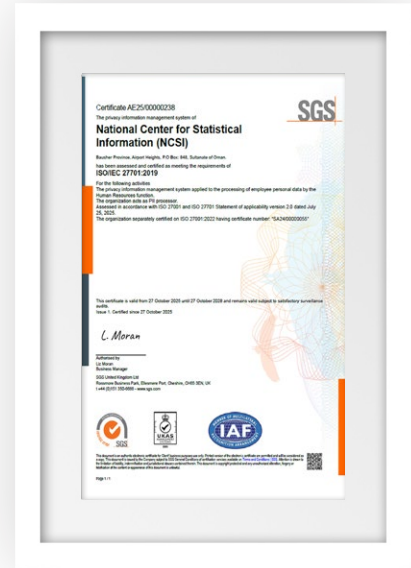 Certificate AE25/00000238
SGS
The privacy information management system of
National Center for Statistical
Information (NCSI)
Baucher Province, Airport Heights, P.O Box: 848, Sultanate of Oman.
has been assessed and certified as meeting the requirements of
ISO/IEC 27701:2019
For the following activities
The privacy information management system applied to the processing of employee personal data by the
Human Resources function.
The organization acts as PII processor.
Assessed in accordance with ISO 27001 and ISO 27701 Statement of applicability version 2.0 dated July
25, 2025.
The organization separately certified on ISO 27001:2022 having certificate number:
This certificate is valid from 27 October 2025 until 27 October 2028 and remains valid subject to satisfactory surveillance
audits.
Issue 1. Certified since 27 October 2025
L. Moran
Authorised by
Liz Moran
Business Manager
SGS United Kingdom Ltd
Rossmore Business Park, Ellesmere Port, Cheshire, CH65 3EN, UK
www.sgs.com
SGS
UKAS
IAF
Page 1 / 1